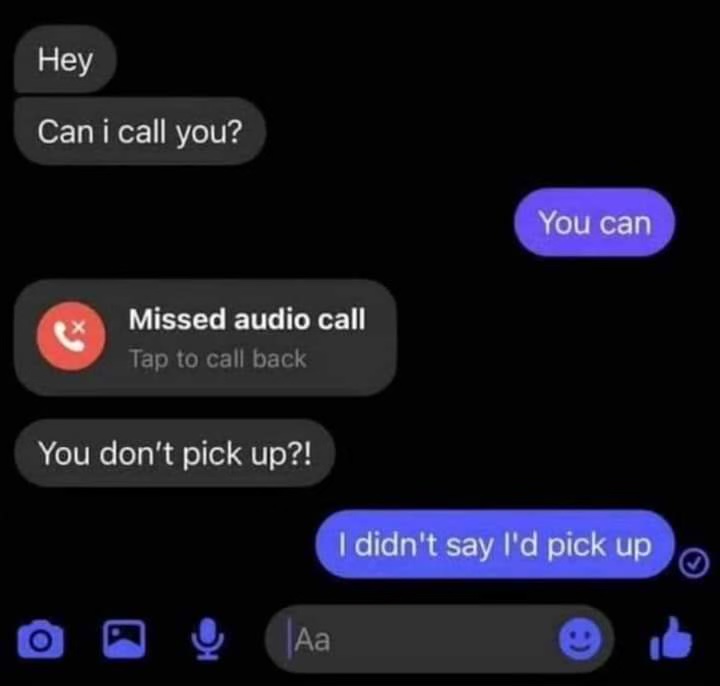 Hey
Can i call you?
You can
Missed audio call
Tap to call back
You don't pick up?!
I didn't say I'd pick up
Aa